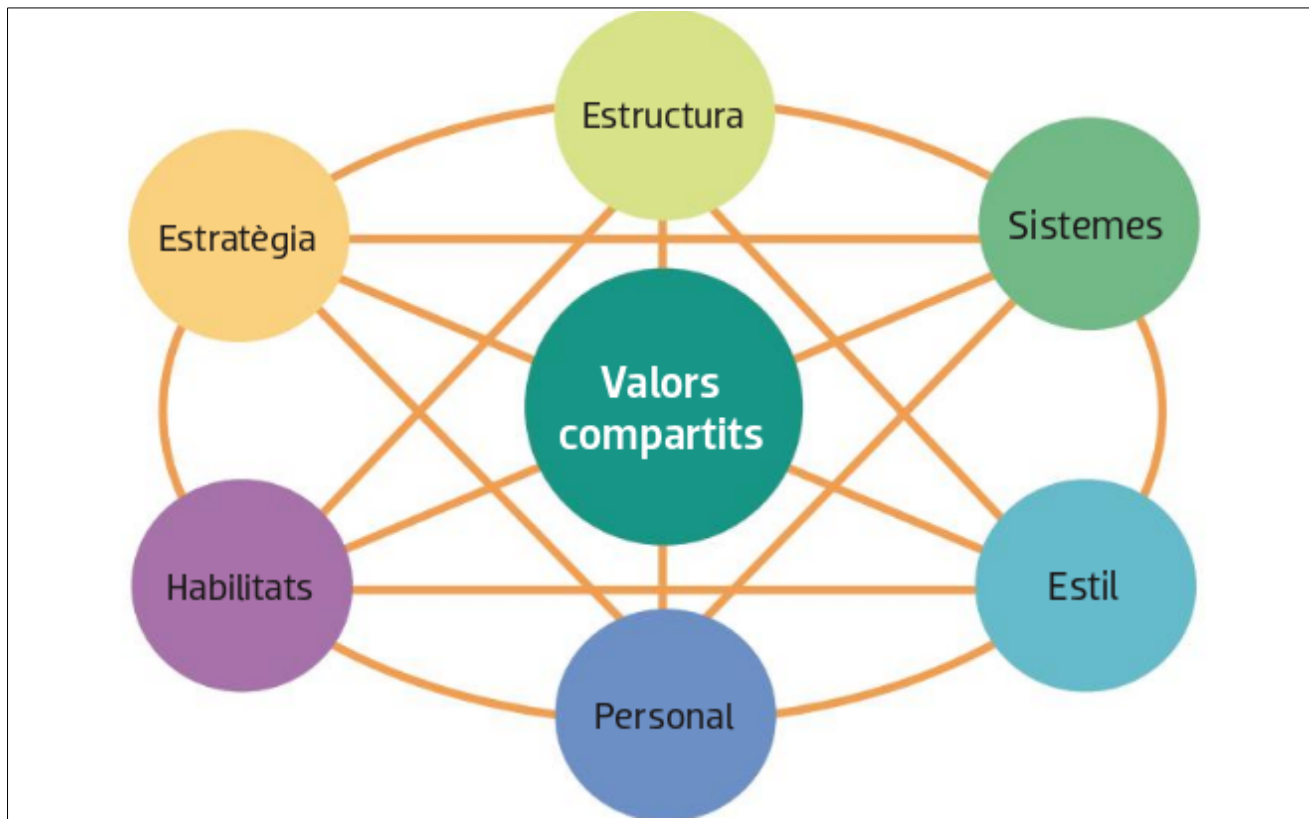 Estructura
Sistemes
Estratègia
Valors
compartits
Habilitats
Estil
Personal